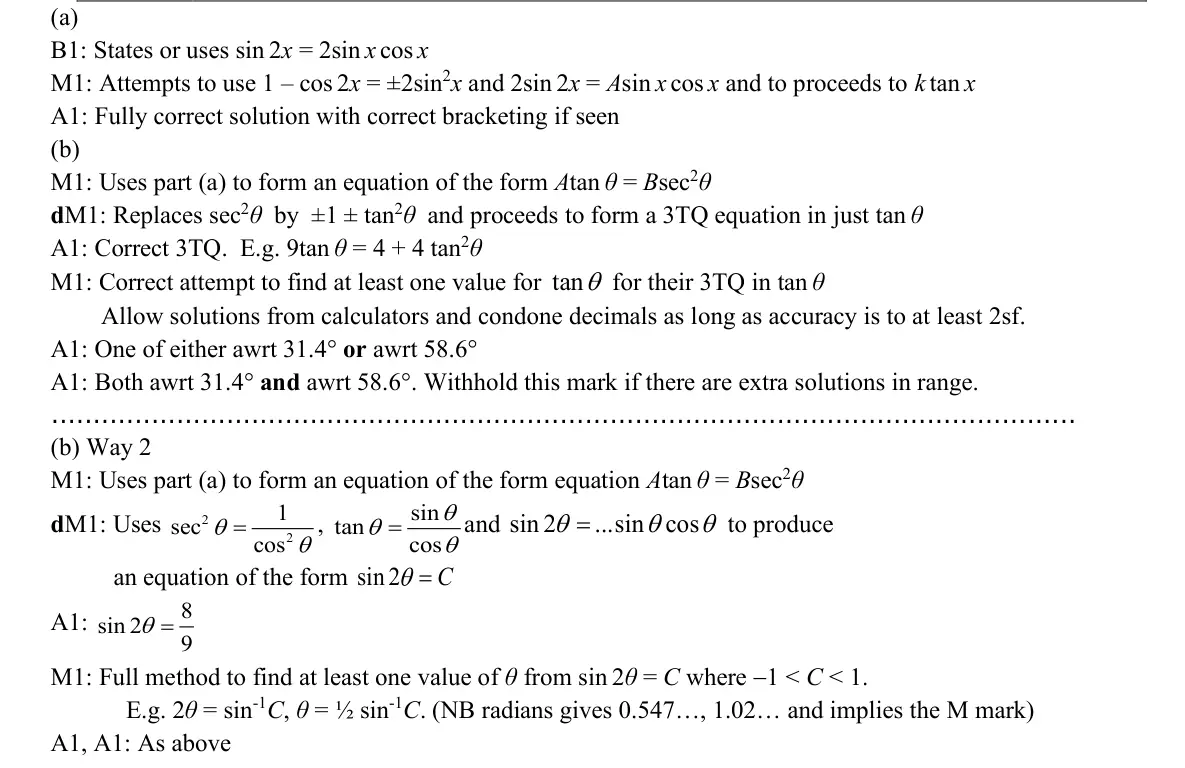 (a)
B1: States or uses sin 2x = 2sin x cos x
M1: Attempts to use 1 – cos 2x = ±2sin²x and 2sin 2x = Asin x cos x and to proceeds to k tan x
A1: Fully correct solution with correct bracketing if seen
(b)
M1: Uses part (a) to form an equation of the form Atan θ = Bsec²θ
dM1: Replaces sec²θ by ±1 ± tan²θ and proceeds to form a 3TQ equation in just tan θ
A1: Correct 3TQ. E.g. 9tan θ = 4 + 4 tan²θ
M1: Correct attempt to find at least one value for tan θ for their 3TQ in tan θ
Allow solutions from calculators and condone decimals as long as accuracy is to at least 2sf.
A1: One of either awrt 31.4° or awrt 58.6°
A1: Both awrt 31.4° and awrt 58.6°. Withhold this mark if there are extra solutions in range.
……………………………………………………………………………………………………………
(b) Way 2
M1: Uses part (a) to form an equation of the form equation Atan θ = Bsec²θ
dM1: Uses sec² θ = 1/cos² θ, tan θ = sin θ/cos θ and sin 2θ = ...sin θ cos θ to produce
an equation of the form sin 2θ = C
A1: sin 2θ = 8/9
M1: Full method to find at least one value of θ from sin 2θ = C where −1 < C < 1.
E.g. 2θ = sin⁻¹C, θ = ½ sin⁻¹C. (NB radians gives 0.547…, 1.02… and implies the M mark)
A1, A1: As above